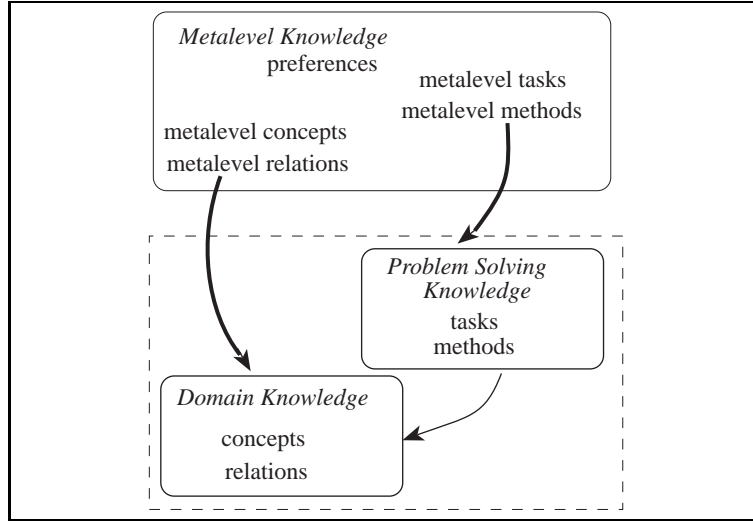 Metalevel Knowledge
preferences
metalevel tasks
metalevel methods
metalevel concepts
metalevel relations
Problem Solving
Knowledge
tasks
methods
Domain Knowledge
concepts
relations